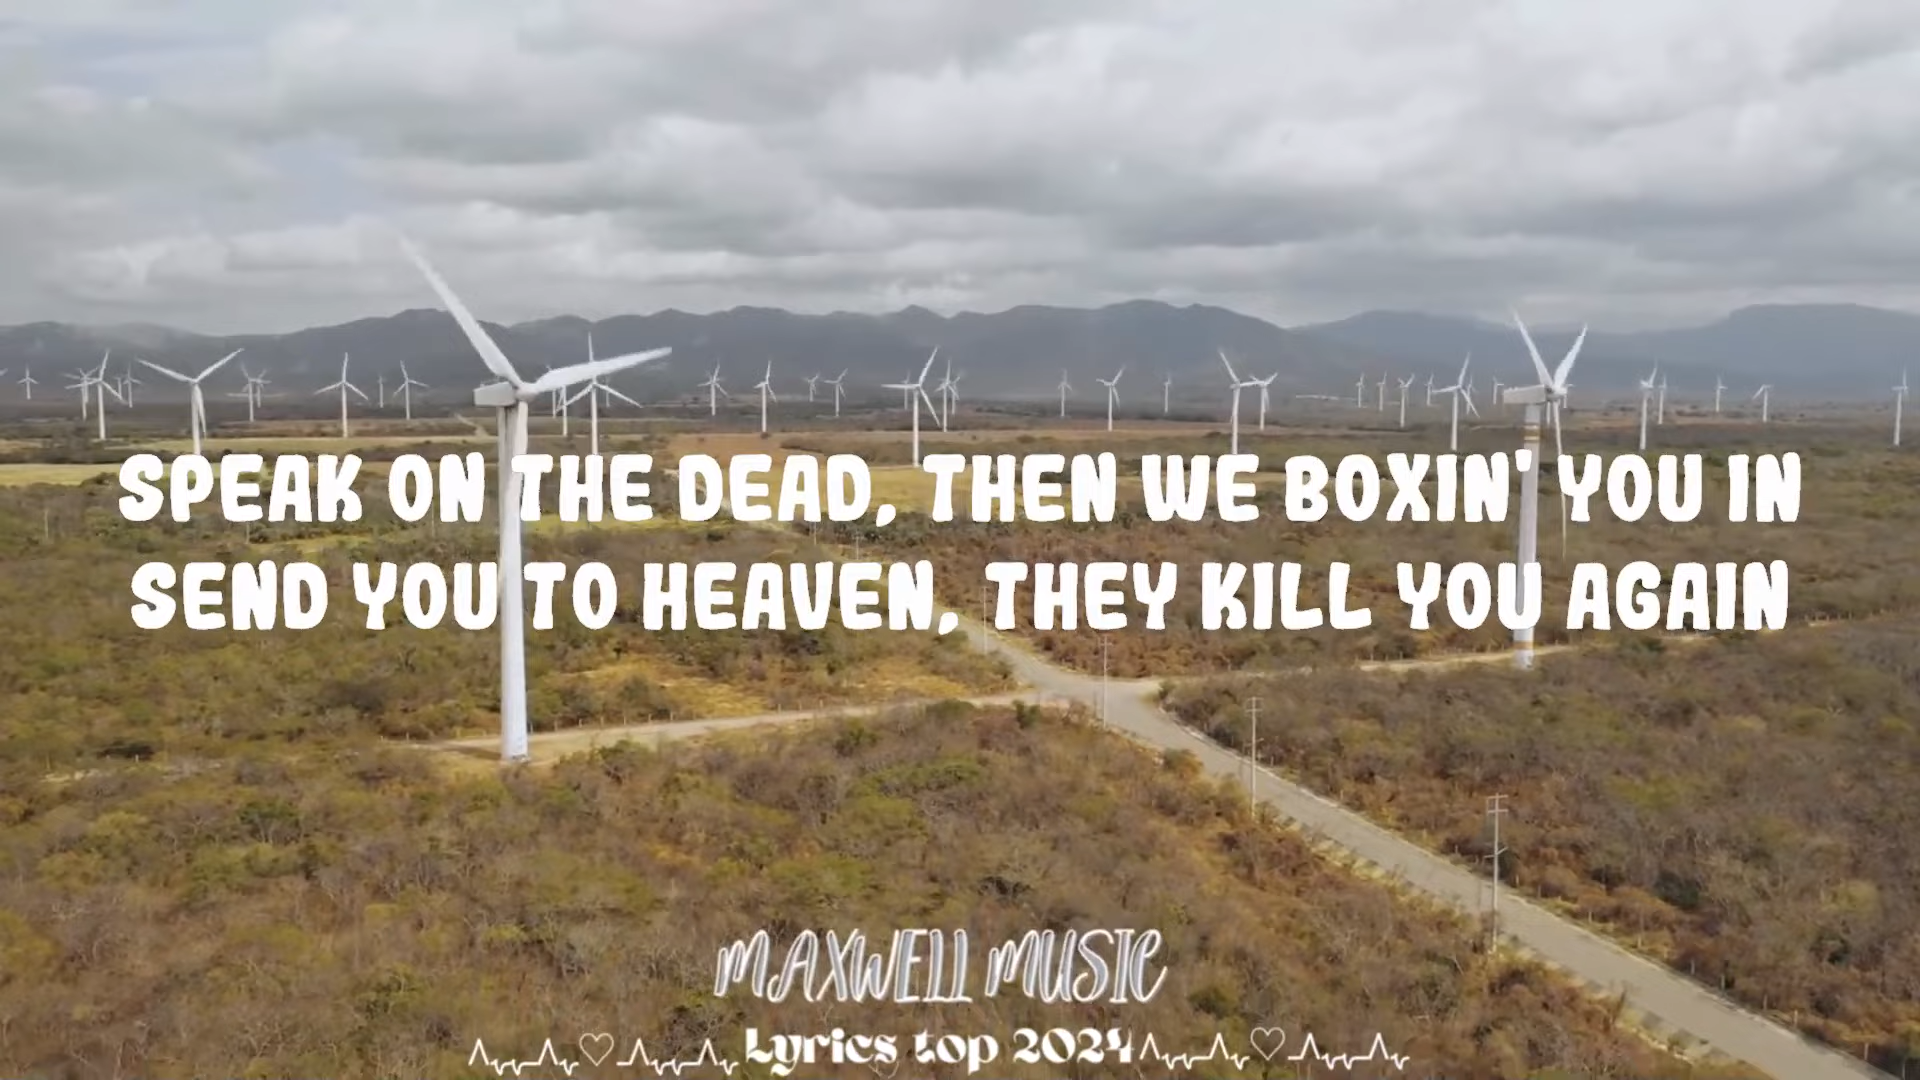 SPEAK ON THE DEAD, THEN WE BOXIN' YOU IN
SEND YOU TO HEAVEN, THEY KILL YOU AGAIN
MAXWELL MUSIC
Lyrics top 2024